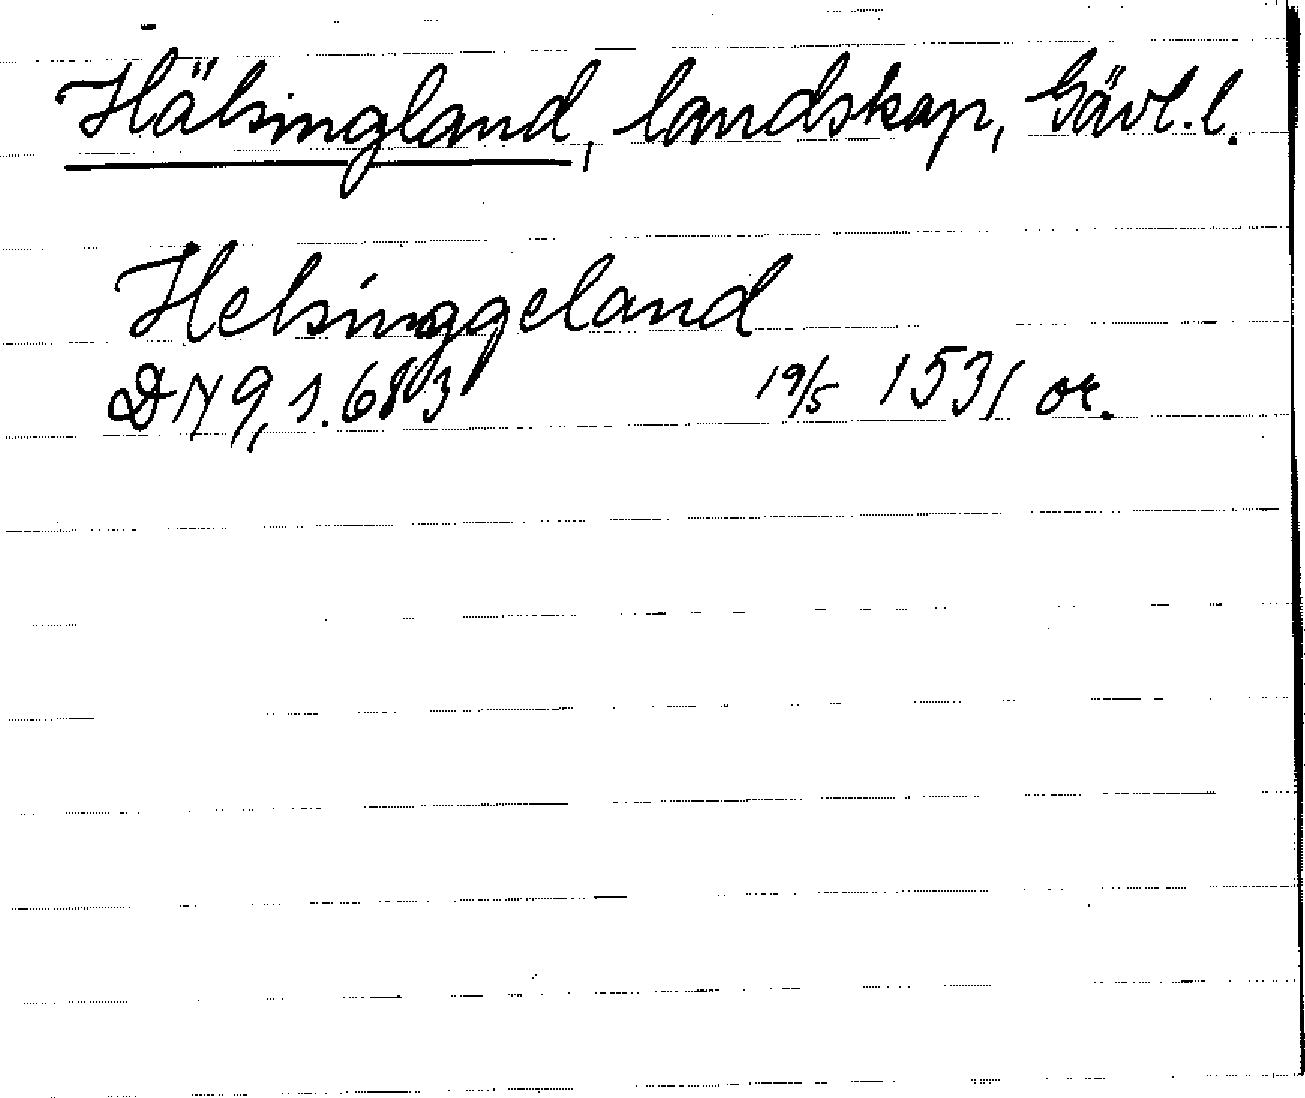 Hälsingland, landskap, Gävl.l.
Helsinggeland
DN 9, s. 683 19/5 1531 or.